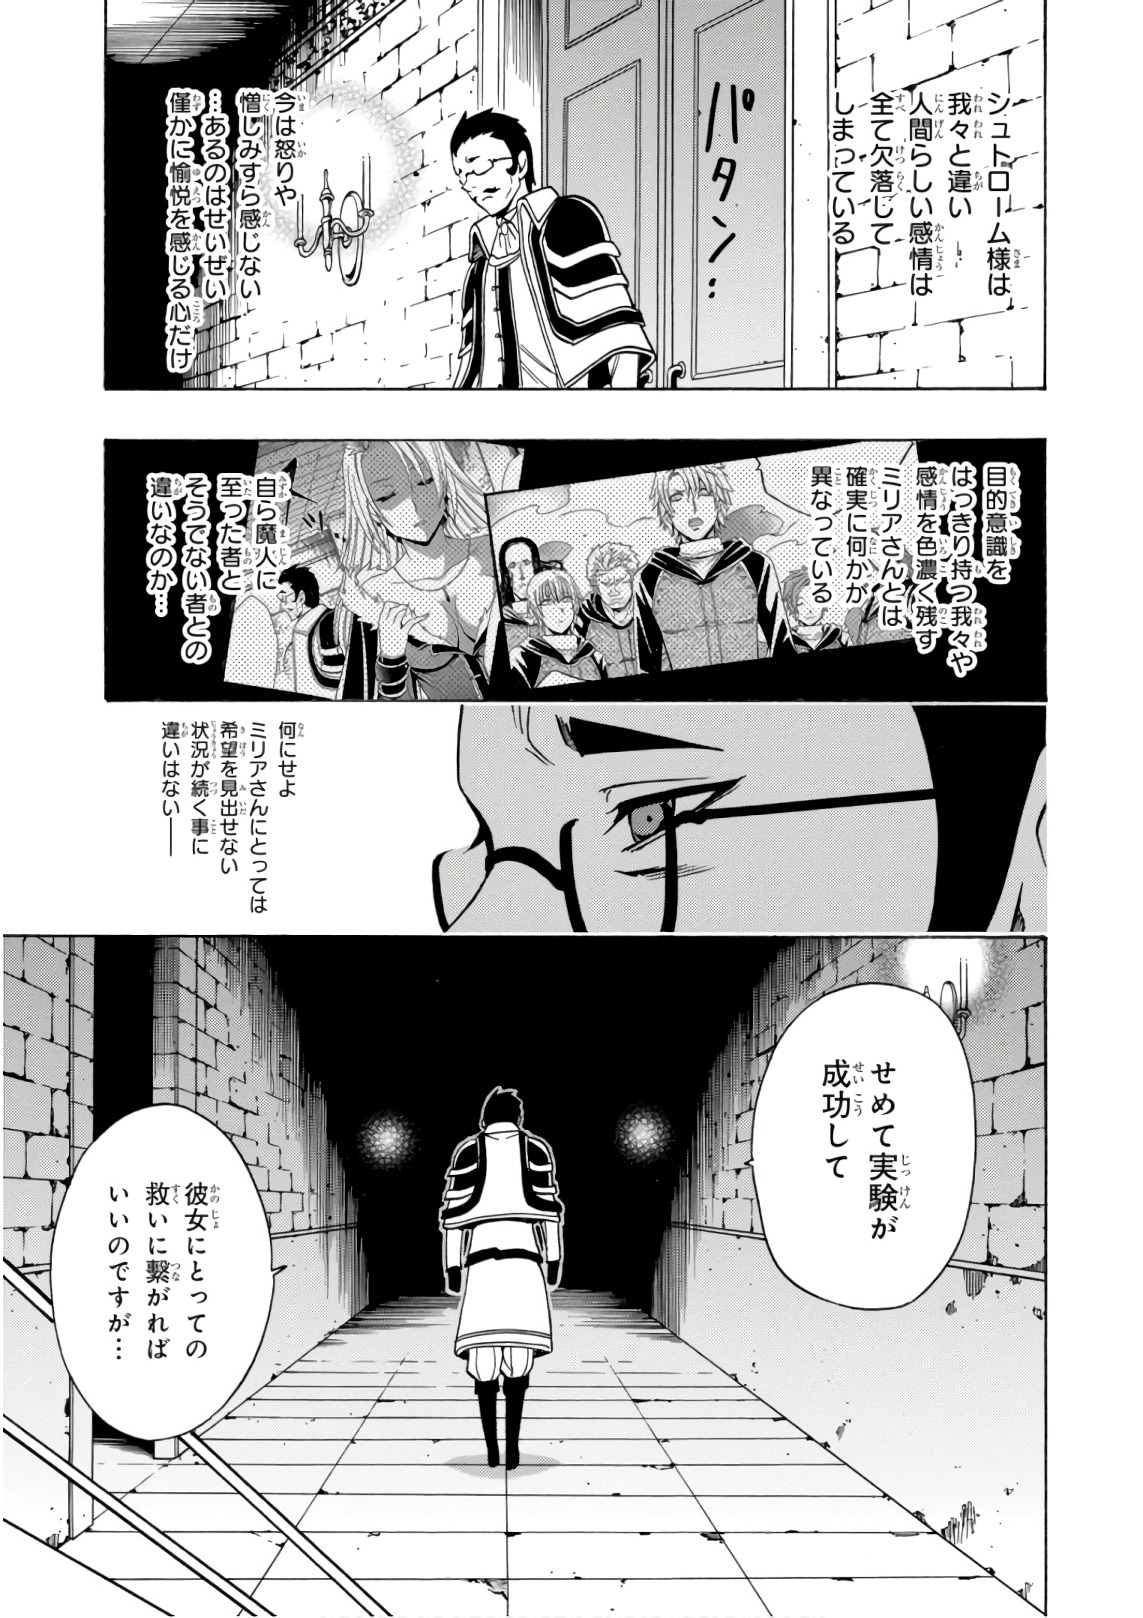 シュトローム様は
我々と違い
人間らしい感情は
全て欠落して
しまっている
パタン…
今は怒りや
憎しみすら感じない
…あるのはせいぜい
僅かに愉悦を感じる心だけ
目的意識を
はっきり持つ我々や
感情を色濃く残す
ミリアさんとは
確実に何かが
異なっている
自ら魔人に
至った者と
そうでない者との
違いなのか…
何にせよ
ミリアさんにとっては
希望を見出せない
状況が続く事に
違いはない――
せめて実験が
成功して
彼女にとっての
救いに繋がれば
いいのですが…